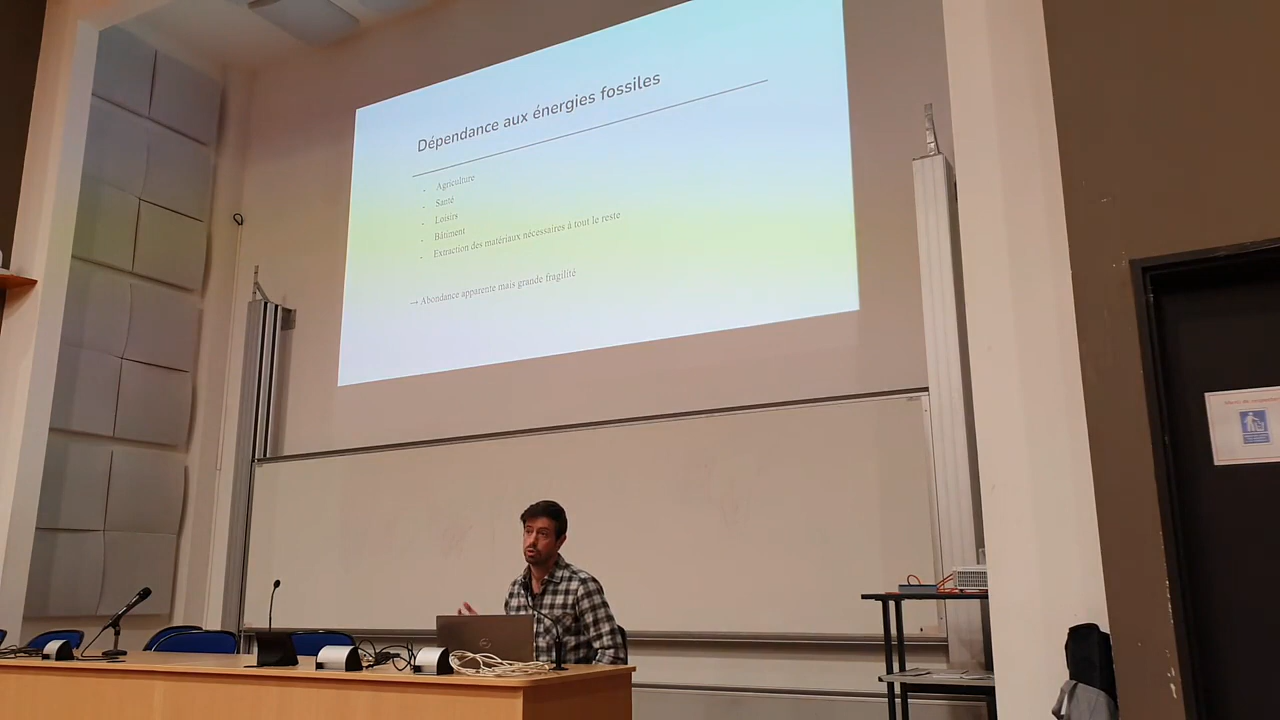 Dépendance aux énergies fossiles
- Agriculture
- Santé
- Loisirs
- Bâtiment
- Extraction des matériaux nécessaires à tout le reste
→ Abondance apparente mais grande fragilité